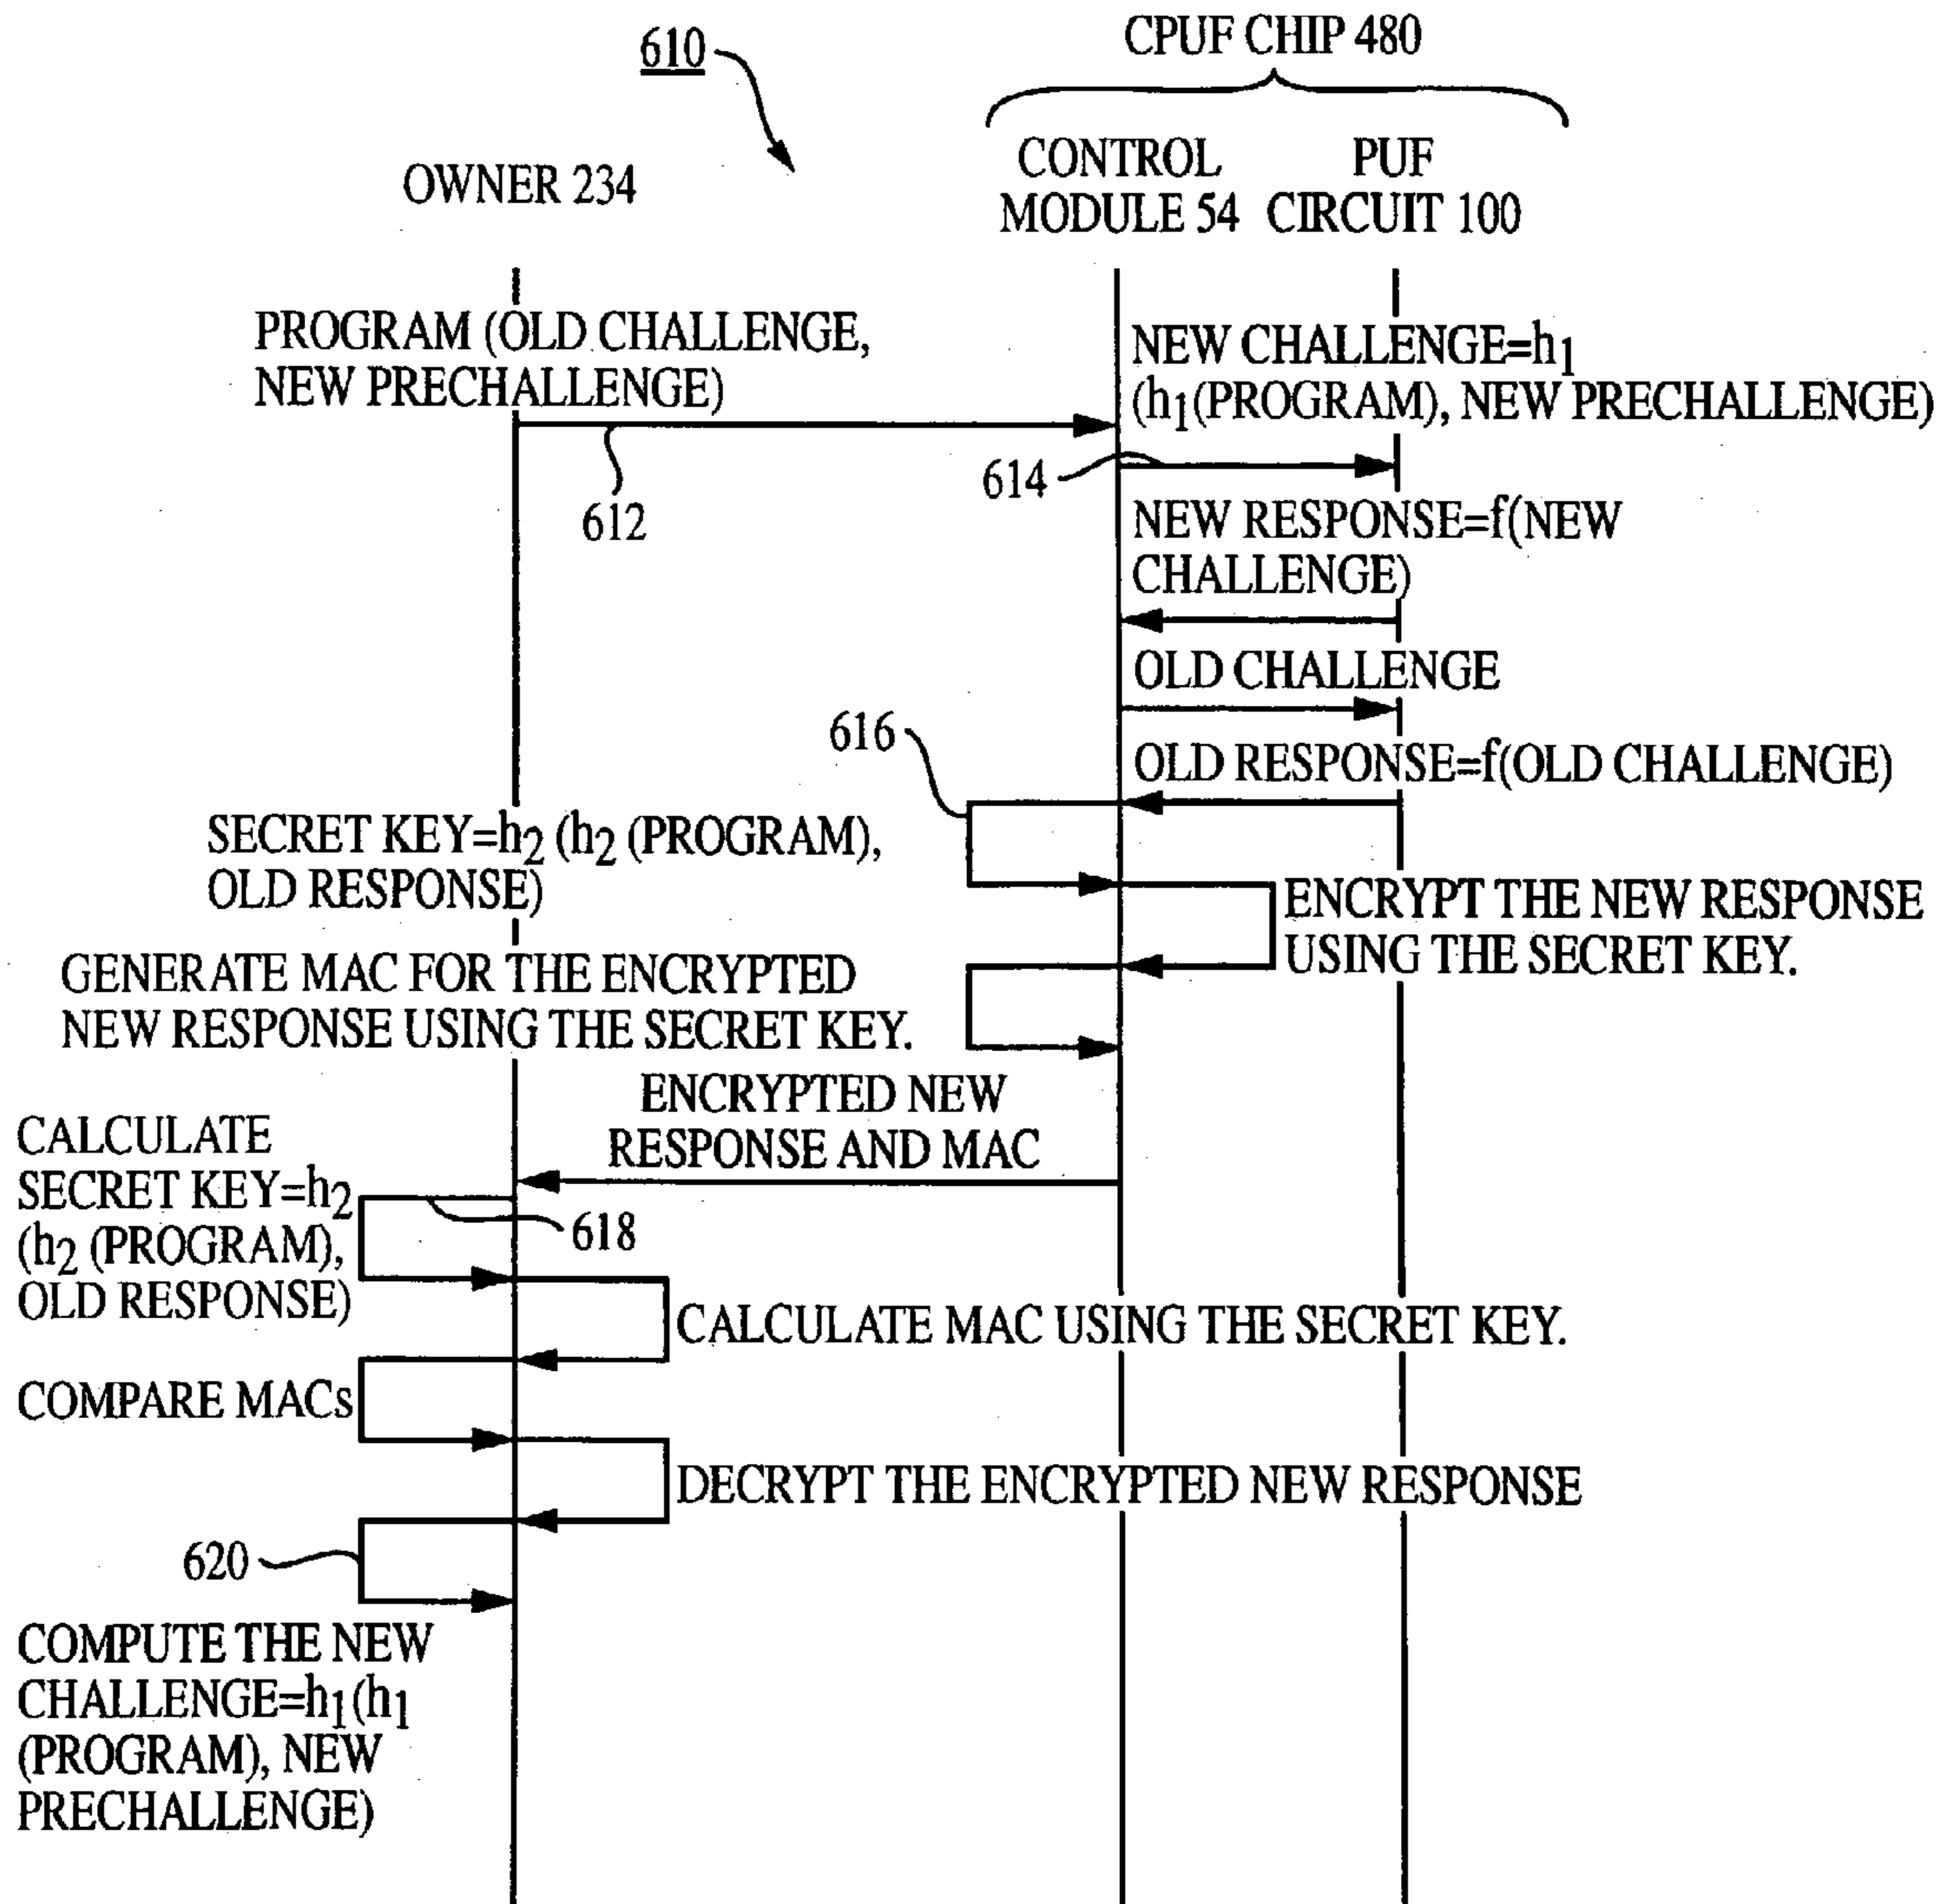 610
CPUF CHIP 480
OWNER 234
CONTROL
MODULE 54
PUF
CIRCUIT 100
PROGRAM (OLD CHALLENGE,
NEW PRECHALLENGE)
612
NEW CHALLENGE=h1
(h1(PROGRAM), NEW PRECHALLENGE)
614
NEW RESPONSE=f(NEW
CHALLENGE)
OLD CHALLENGE
616
OLD RESPONSE=f(OLD CHALLENGE)
SECRET KEY=h2 (h2 (PROGRAM),
OLD RESPONSE)
ENCRYPT THE NEW RESPONSE
USING THE SECRET KEY.
GENERATE MAC FOR THE ENCRYPTED
NEW RESPONSE USING THE SECRET KEY.
ENCRYPTED NEW
RESPONSE AND MAC
CALCULATE
SECRET KEY=h2
(h2 (PROGRAM),
OLD RESPONSE)
618
CALCULATE MAC USING THE SECRET KEY.
COMPARE MACs
DECRYPT THE ENCRYPTED NEW RESPONSE
620
COMPUTE THE NEW
CHALLENGE=h1(h1
(PROGRAM), NEW
PRECHALLENGE)